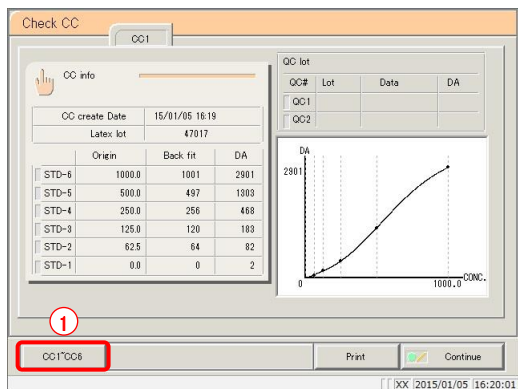 Check CC
CC1
CC info
CC create Date 15/01/05 16:19
Latex lot 47017
Origin Back fit DA
STD-6 1000.0 1001 2901
STD-5 500.0 497 1303
STD-4 250.0 256 468
STD-3 125.0 120 183
STD-2 62.5 64 82
STD-1 0.0 0 2
QC lot
QC# Lot Data DA
QC1
QC2
DA
2901
CONC.
0 1000.0
1
CC1~CC6 Print Continue
XX 2015/01/05 16:20:01